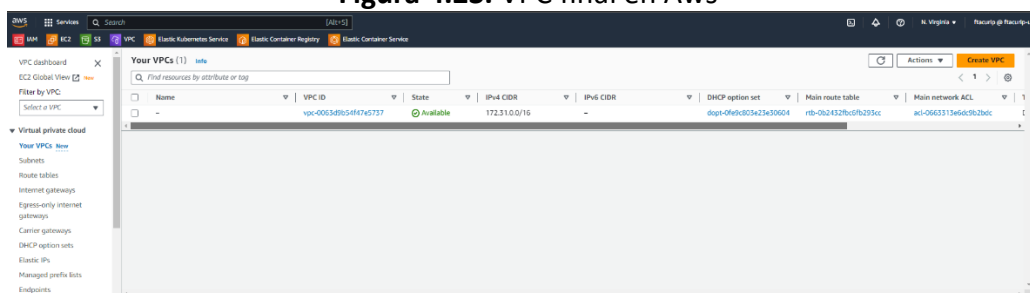 Figura 4.23. VPC final en Aws
aws Services Search [Alt+S] N. Virginia
IAM EC2 S3 VPC Elastic Kubernetes Service Elastic Container Registry Elastic Container Service
VPC dashboard X
EC2 Global View New
Filter by VPC:
Select a VPC
Virtual private cloud
Your VPCs New
Subnets
Route tables
Internet gateways
Egress-only internet
gateways
Carrier gateways
DHCP option sets
Elastic IPs
Managed prefix lists
Endpoints
Your VPCs (1) Info Actions Create VPC
Find resources by attribute or tag 1
Name VPC ID State IPv4 CIDR IPv6 CIDR DHCP option set Main route table Main network ACL
– vpc-0063d9b54f47e5737 Available 172.31.0.0/16 – dopt-0fe9c803e23e30604 rtb-0b2432fbc6fb293cc acl-0663313e6dc9b2bdc